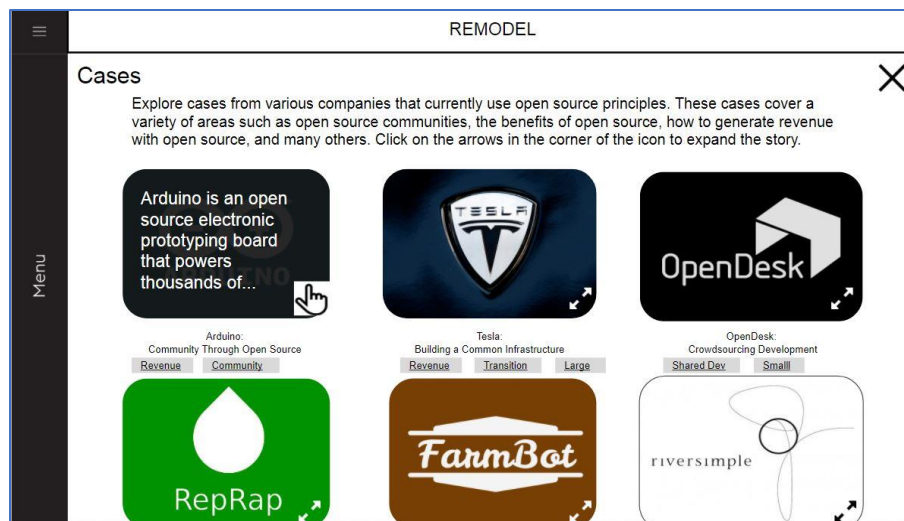 REMODEL
Menu
Cases
Explore cases from various companies that currently use open source principles. These cases cover a
variety of areas such as open source communities, the benefits of open source, how to generate revenue
with open source, and many others. Click on the arrows in the corner of the icon to expand the story.
Arduino is an open
source electronic
prototyping board
that powers
thousands of...
TESLA
OpenDesk
Arduino:
Community Through Open Source
Revenue Community
Tesla:
Building a Common Infrastructure
Revenue Transition Large
OpenDesk:
Crowdsourcing Development
Shared Dev Smalll
RepRap
FarmBot
riversimple